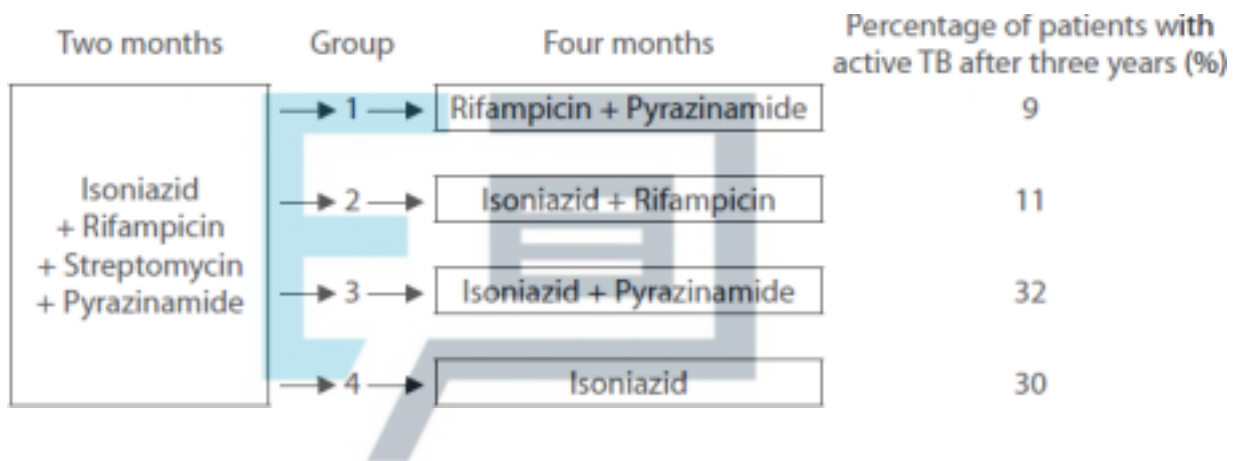 Two months Group Four months Percentage of patients with
active TB after three years (%)
1 Rifampicin + Pyrazinamide 9
Isoniazid
+ Rifampicin
+ Streptomycin
+ Pyrazinamide
2 Isoniazid + Rifampicin 11
3 Isoniazid + Pyrazinamide 32
4 Isoniazid 30